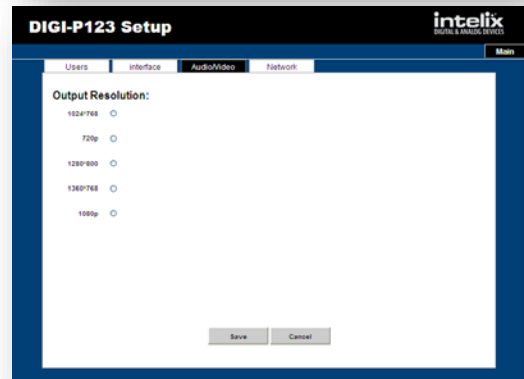 DIGI-P123 Setup
intelix
DIGITAL & ANALOG DEVICES
Main
Users
interface
Audio/Video
Network
Output Resolution:
1024*768
720p
1280*800
1360*768
1080p
Save
Cancel